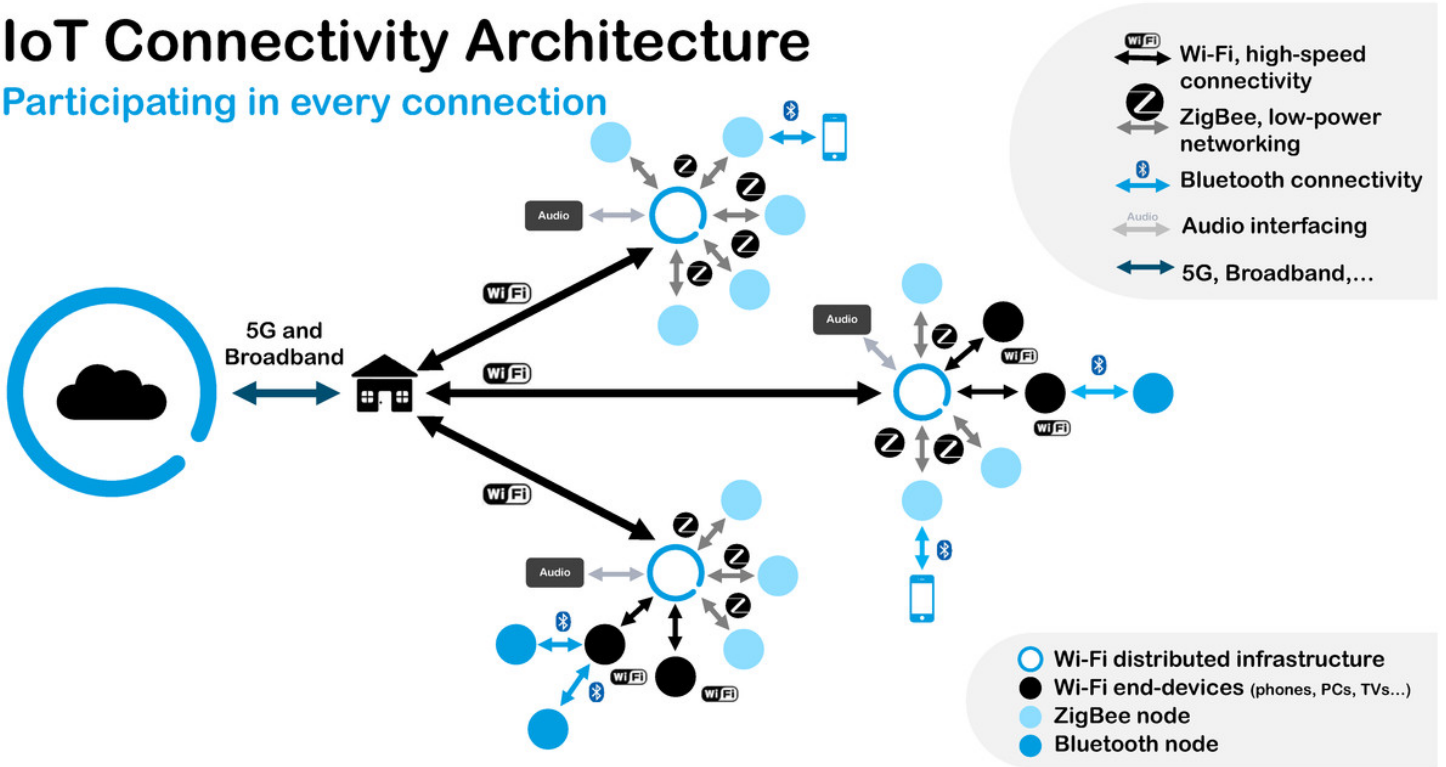 IoT Connectivity Architecture
Participating in every connection
WiFi
Wi-Fi, high-speed
connectivity
Z
ZigBee, low-power
networking
Bluetooth connectivity
Audio
Audio interfacing
5G, Broadband,...
Z
Z
Audio
Z
Z
WiFi
5G and
Broadband
Audio
Z
WiFi
WiFi
WiFi
Z
Z
WiFi
Z
Z
Audio
Z
WiFi
WiFi
Wi-Fi distributed infrastructure
Wi-Fi end-devices (phones, PCs, TVs...)
ZigBee node
Bluetooth node